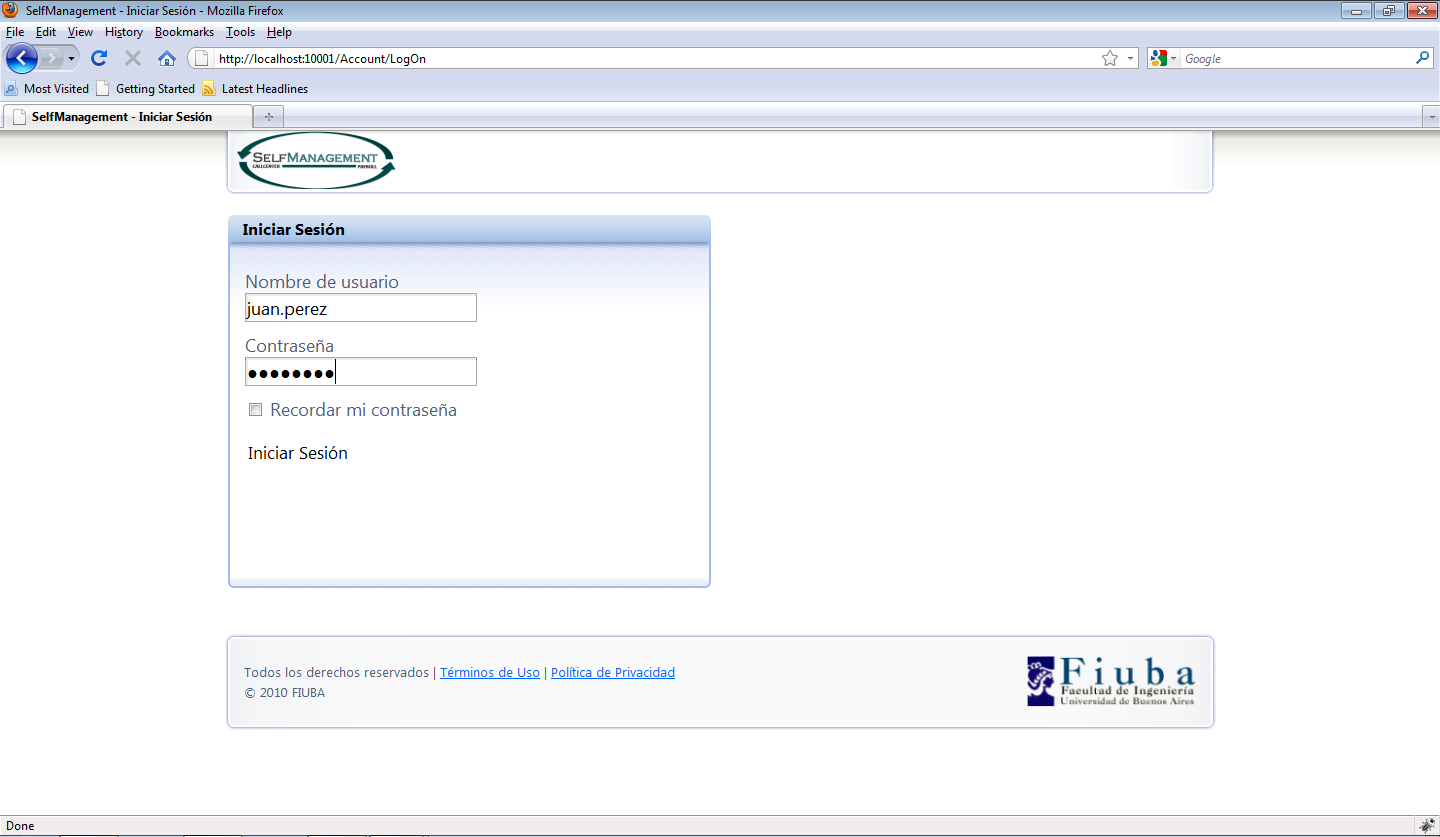 SelfManagement - Iniciar Sesión - Mozilla Firefox
File Edit View History Bookmarks Tools Help
http://localhost:10001/Account/LogOn Google
Most Visited Getting Started Latest Headlines
SelfManagement - Iniciar Sesión
SELFMANAGEMENT
CALLCENTER PAYROLL
Iniciar Sesión
Nombre de usuario
juan.perez
Contraseña
●●●●●●●●
Recordar mi contraseña
Iniciar Sesión
Todos los derechos reservados | Términos de Uso | Política de Privacidad
© 2010 FIUBA
Fiuba
Facultad de Ingeniería
Universidad de Buenos Aires
Done